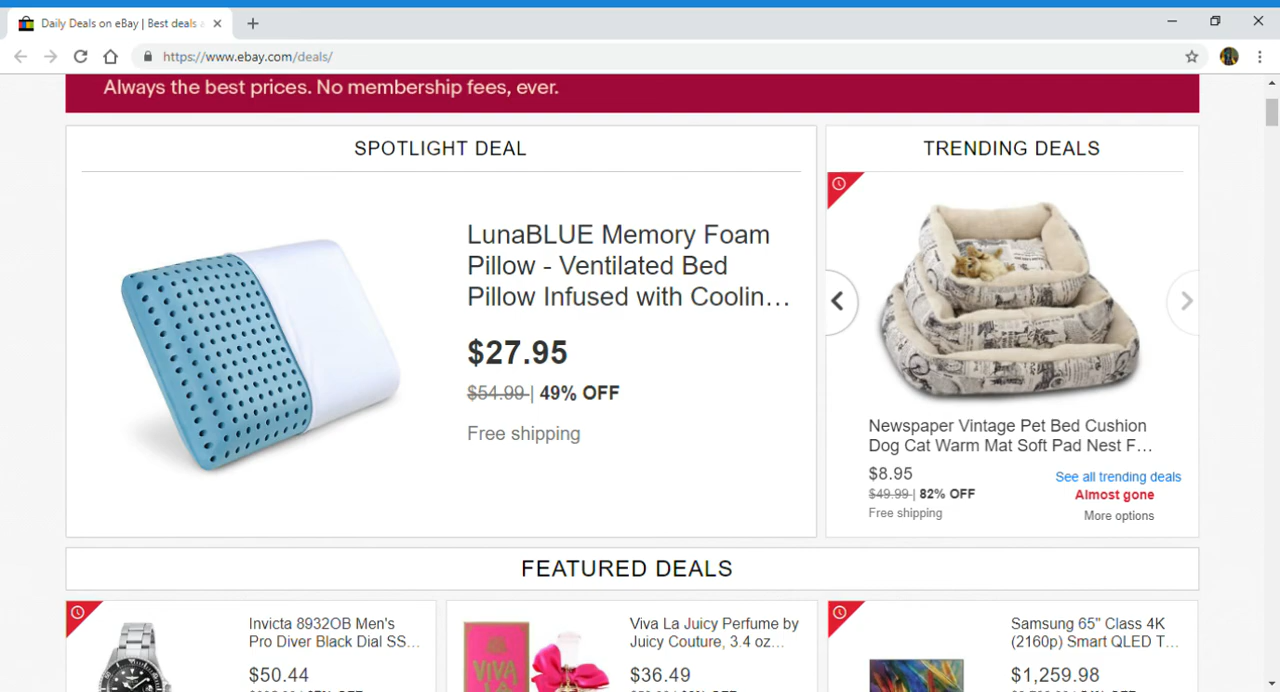 Daily Deals on eBay | Best deals a
https://www.ebay.com/deals/
Always the best prices. No membership fees, ever.
SPOTLIGHT DEAL
LunaBLUE Memory Foam
Pillow - Ventilated Bed
Pillow Infused with Coolin...
$27.95
$54.99 | 49% OFF
Free shipping
TRENDING DEALS
Newspaper Vintage Pet Bed Cushion
Dog Cat Warm Mat Soft Pad Nest F...
$8.95
$49.99 | 82% OFF
Free shipping
See all trending deals
Almost gone
More options
FEATURED DEALS
Invicta 8932OB Men's
Pro Diver Black Dial SS...
$50.44
Viva La Juicy Perfume by
Juicy Couture, 3.4 oz...
$36.49
VIVA
LA
Samsung 65" Class 4K
(2160p) Smart QLED T...
$1,259.98